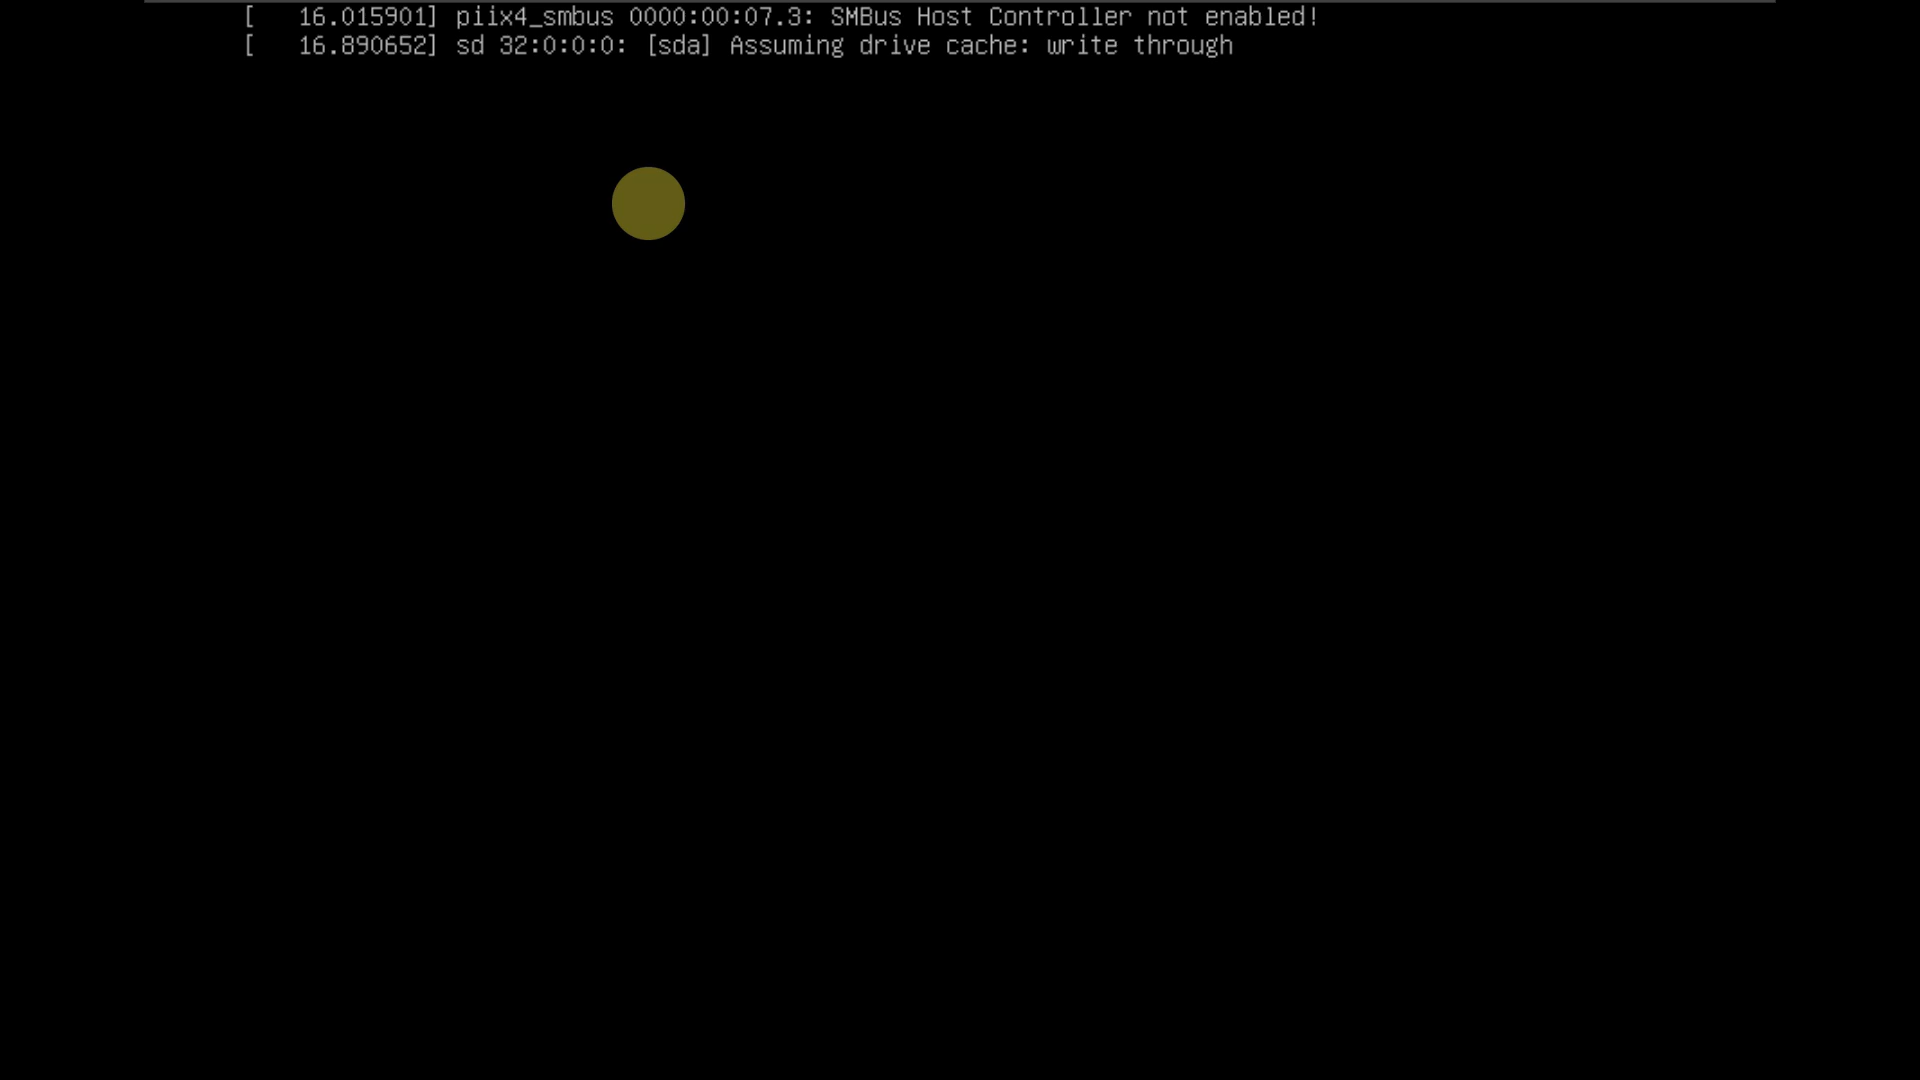 [   16.015901] piix4_smbus 0000:00:07.3: SMBus Host Controller not enabled!
[   16.890652] sd 32:0:0:0: [sda] Assuming drive cache: write through